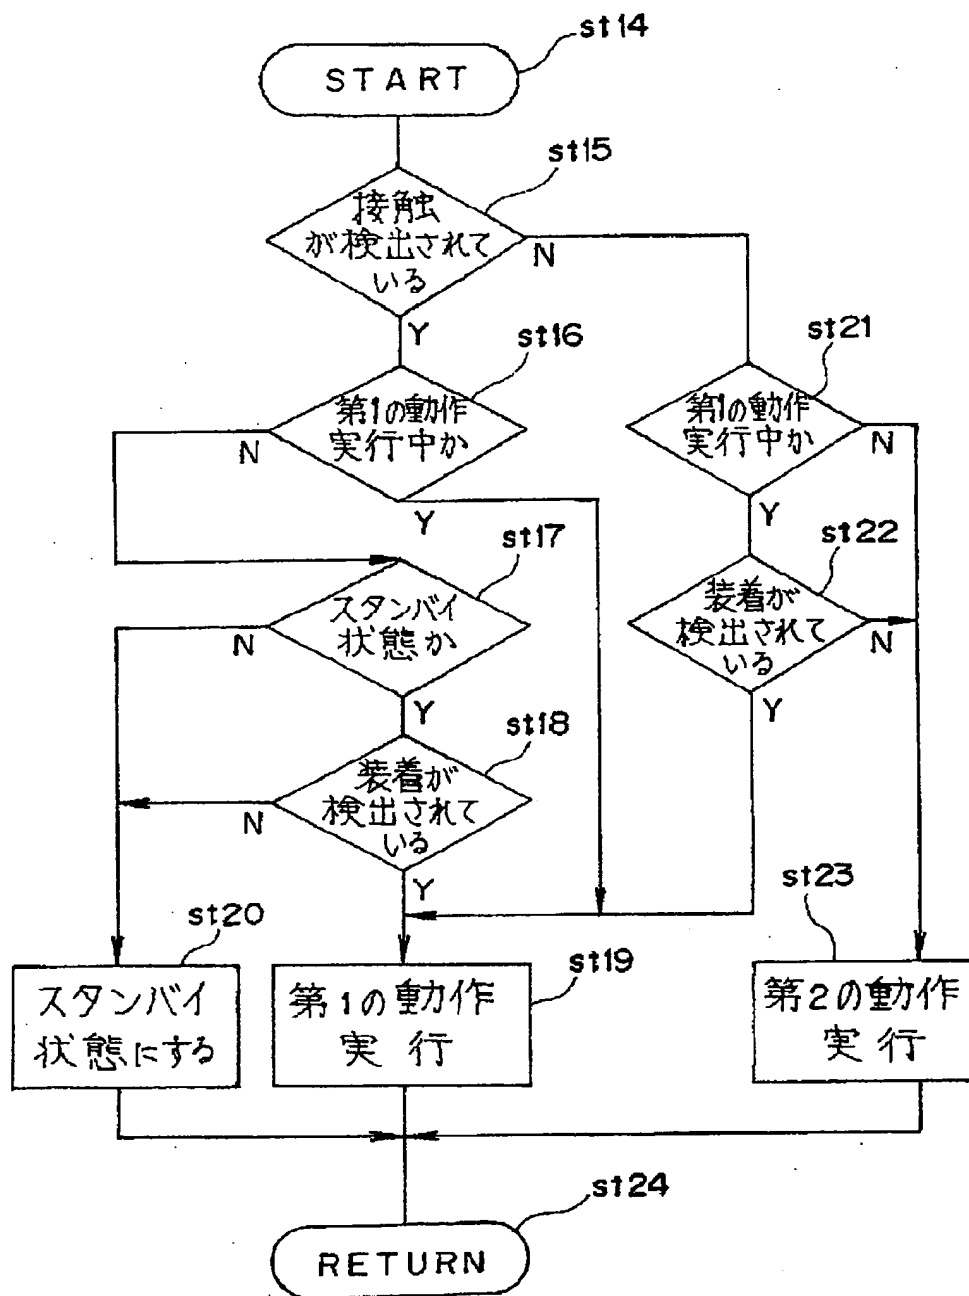 st14
START
st15
接触
が検出されて
いる
N
Y
st16
第1の動作
実行中か
N
Y
st21
第1の動作
実行中か
N
Y
st17
スタンバイ
状態か
N
Y
st22
装着が
検出されて
いる
N
Y
st18
装着が
検出されて
いる
N
Y
st20
スタンバイ
状態にする
st19
第1の動作
実行
st23
第2の動作
実行
st24
RETURN